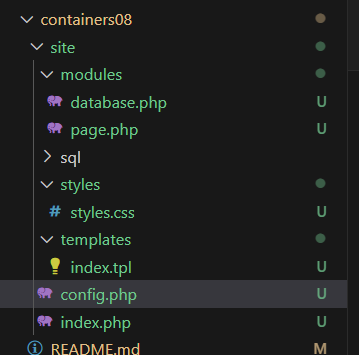 containers08
site
modules
database.php U
page.php U
sql
styles
# styles.css U
templates
index.tpl U
config.php U
index.php U
README.md M